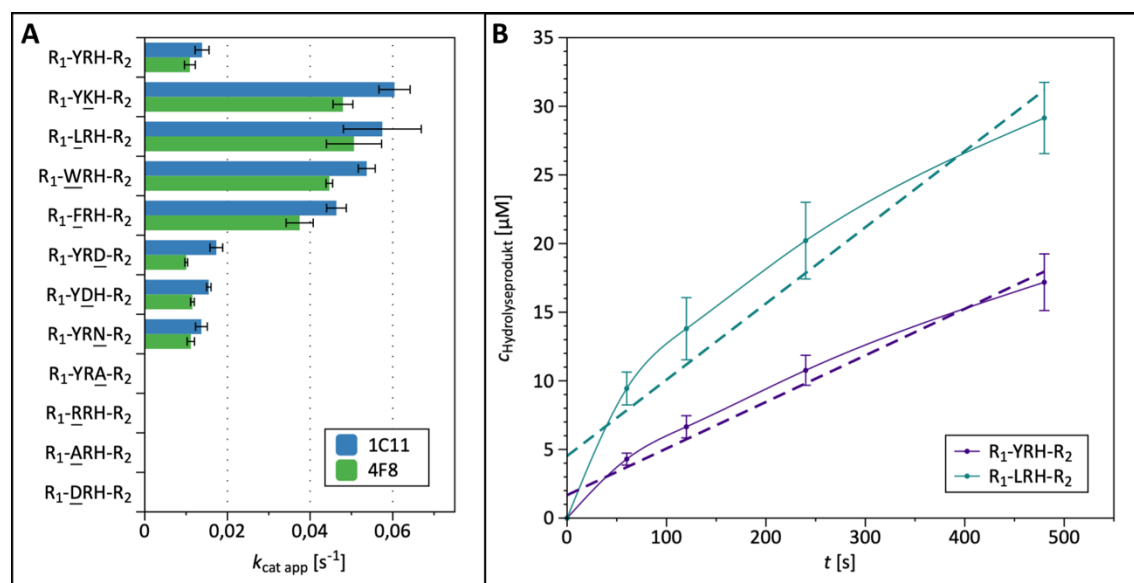 A
R₁-YRH-R₂
R₁-YKH-R₂
R₁-LRH-R₂
R₁-WRH-R₂
R₁-FRH-R₂
R₁-YRD-R₂
R₁-YDH-R₂
R₁-YRN-R₂
R₁-YRA-R₂
R₁-RRH-R₂
R₁-ARH-R₂
R₁-DRH-R₂
1C11
4F8
0 0,02 0,04 0,06
k cat app [s⁻¹]
B
35
30
25
20
15
10
5
0
c Hydrolyseprodukt [µM]
R₁-YRH-R₂
R₁-LRH-R₂
0 100 200 300 400 500
t [s]